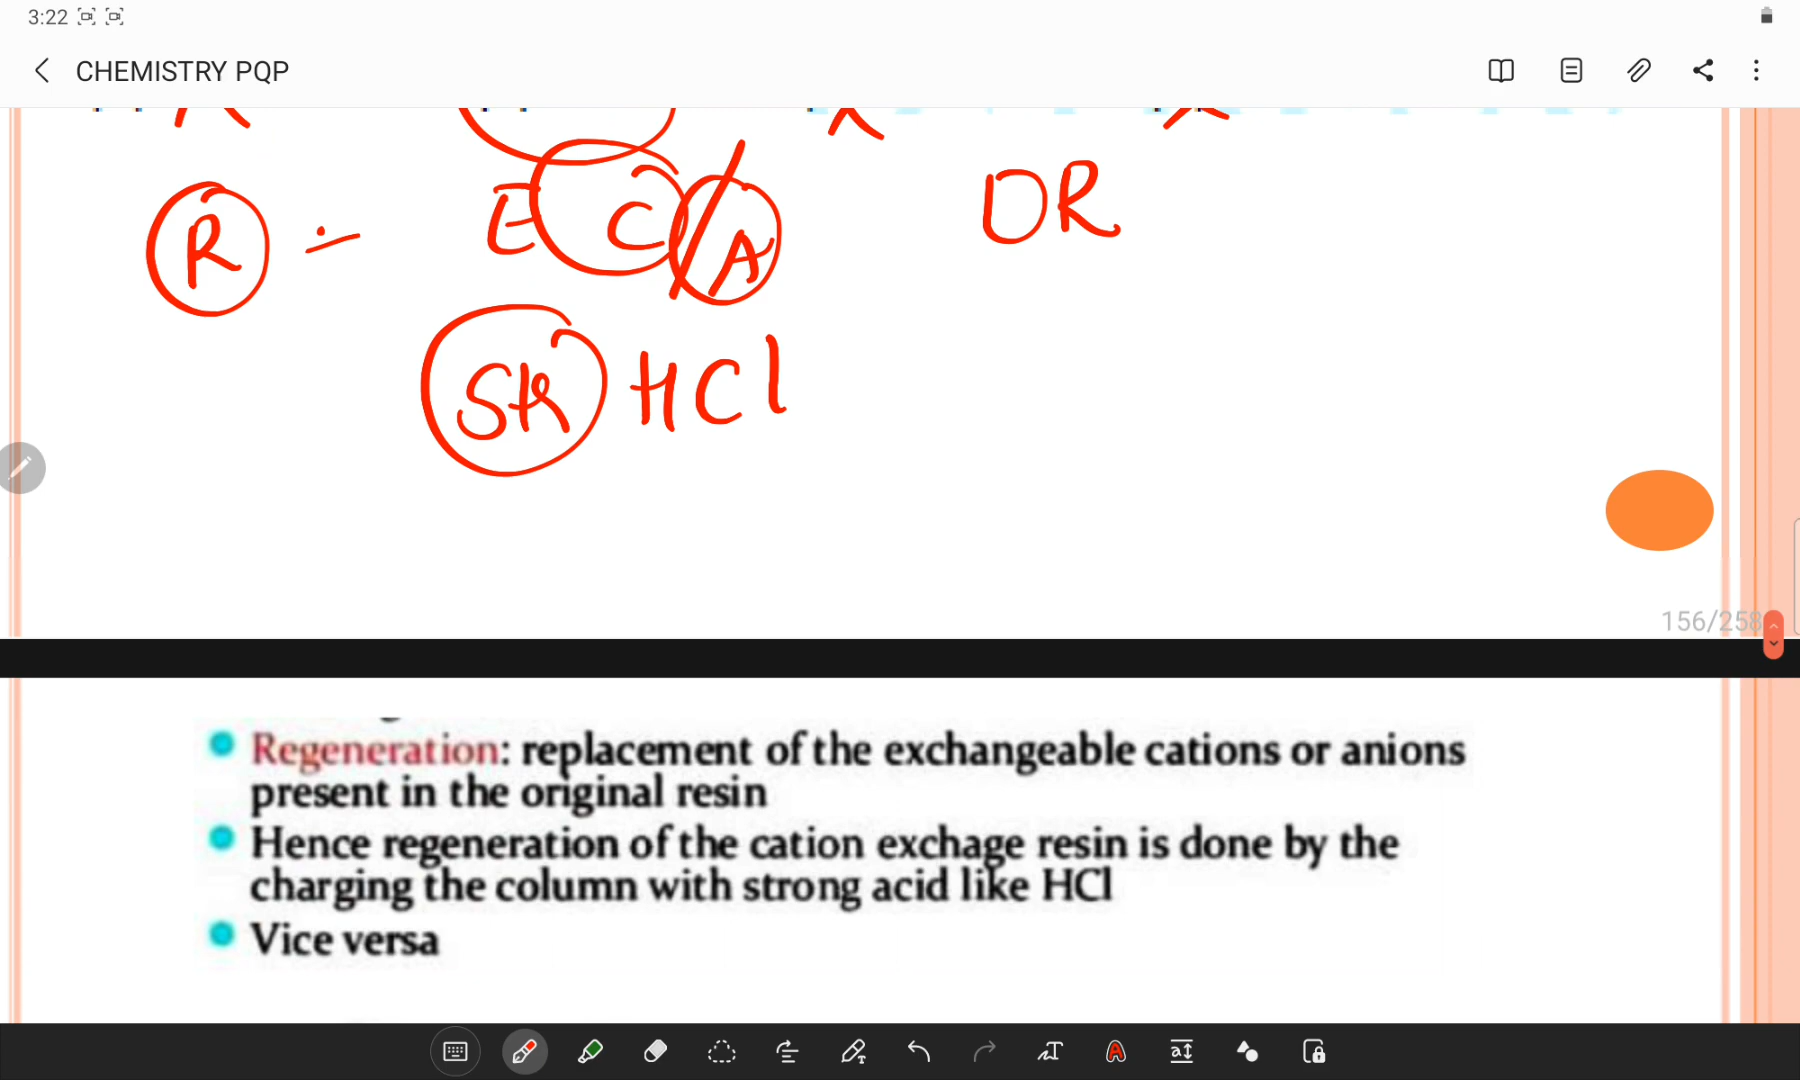 3:22
CHEMISTRY PQP
R ÷ E C / A OR
HCl
156/258
Regeneration: replacement of the exchangeable cations or anions
present in the original resin
Hence regeneration of the cation exchage resin is done by the
charging the column with strong acid like HCl
Vice versa